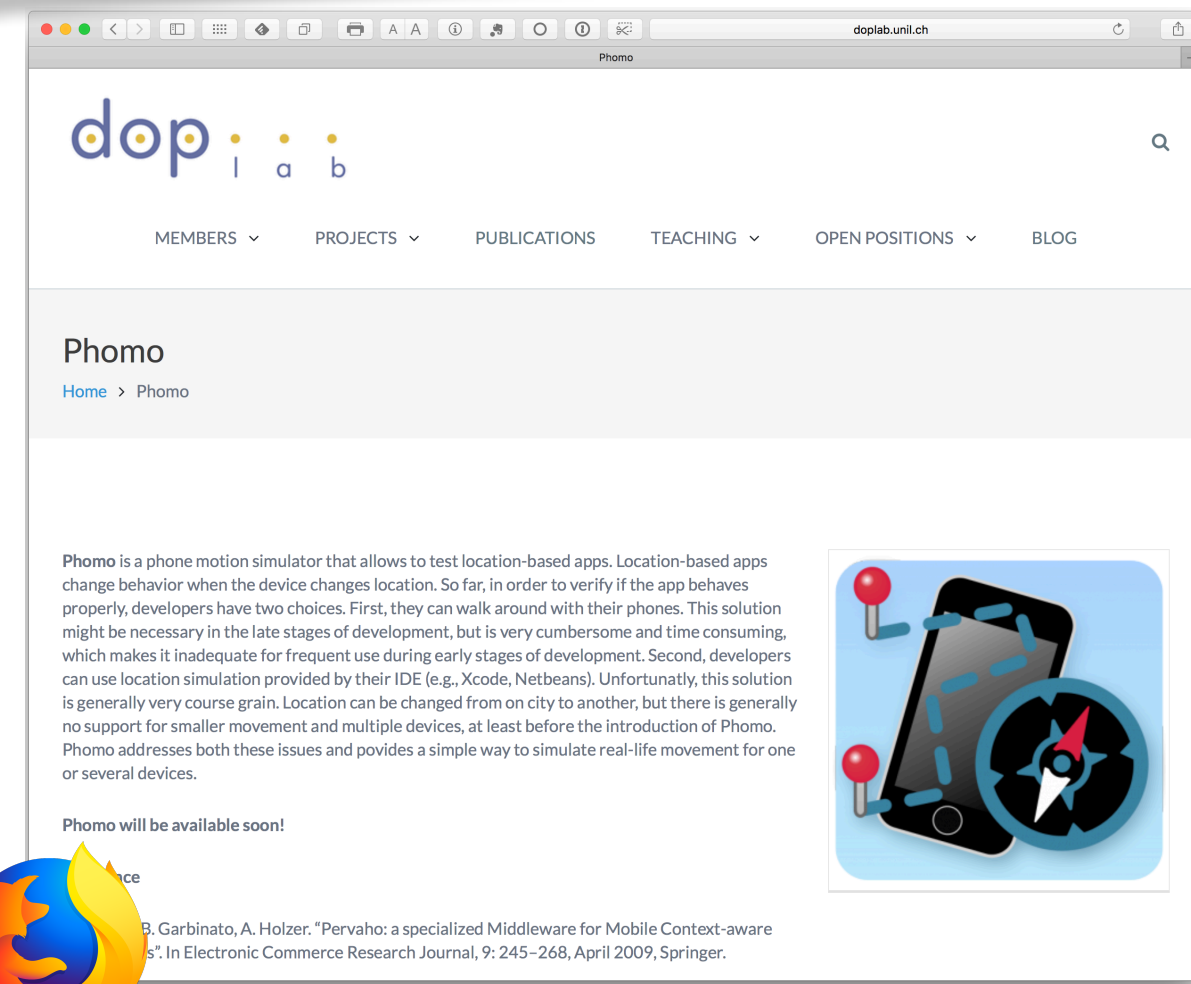 doplab.unil.ch
Phomo
dop
lab
MEMBERS PROJECTS PUBLICATIONS TEACHING OPEN POSITIONS BLOG
Phomo
Home > Phomo
Phomo is a phone motion simulator that allows to test location-based apps. Location-based apps
change behavior when the device changes location. So far, in order to verify if the app behaves
properly, developers have two choices. First, they can walk around with their phones. This solution
might be necessary in the late stages of development, but is very cumbersome and time consuming,
which makes it inadequate for frequent use during early stages of development. Second, developers
can use location simulation provided by their IDE (e.g., Xcode, Netbeans). Unfortunatly, this solution
is generally very course grain. Location can be changed from on city to another, but there is generally
no support for smaller movement and multiple devices, at least before the introduction of Phomo.
Phomo addresses both these issues and povides a simple way to simulate real-life movement for one
or several devices.
Phomo will be available soon!
B. Garbinato, A. Holzer. “Pervaho: a specialized Middleware for Mobile Context-aware
”. In Electronic Commerce Research Journal, 9: 245–268, April 2009, Springer.